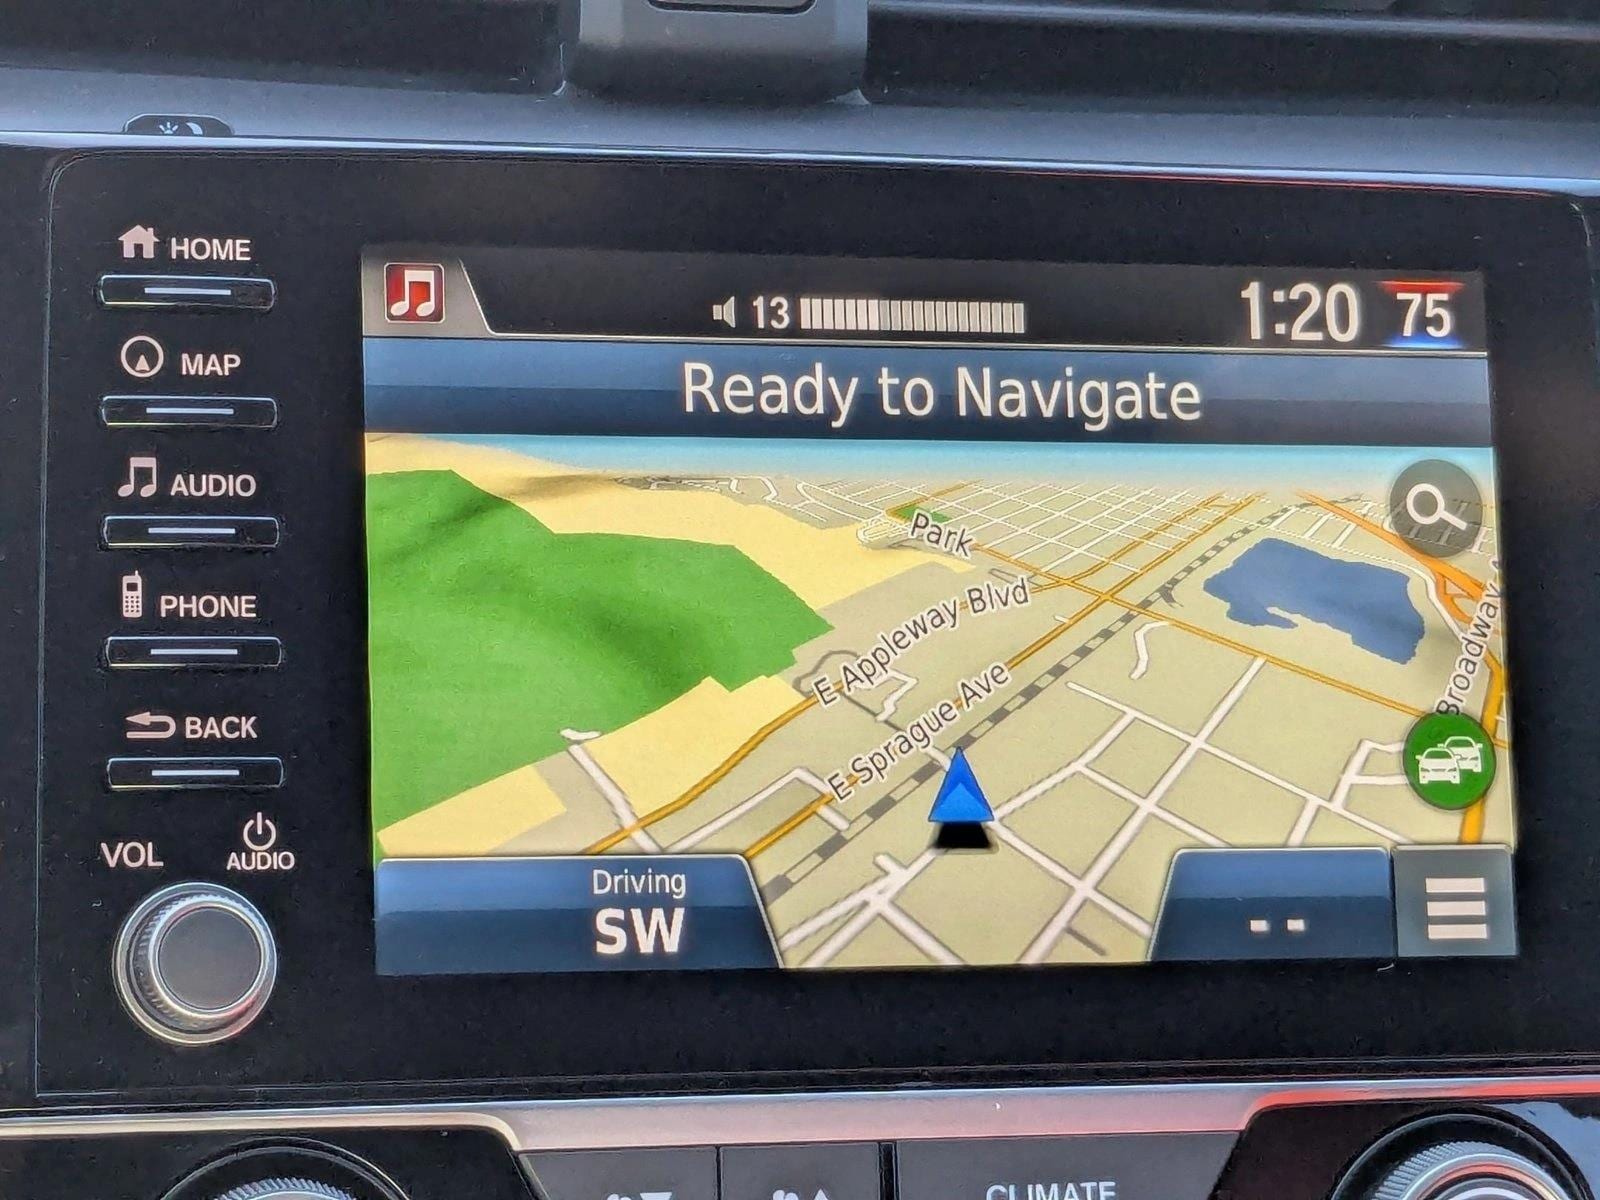 HOME
MAP
AUDIO
PHONE
BACK
VOL
AUDIO
13
1:20
75
Ready to Navigate
Park
E Appleway Blvd
E Sprague Ave
Broadway
Driving
SW
--
CLIMATE